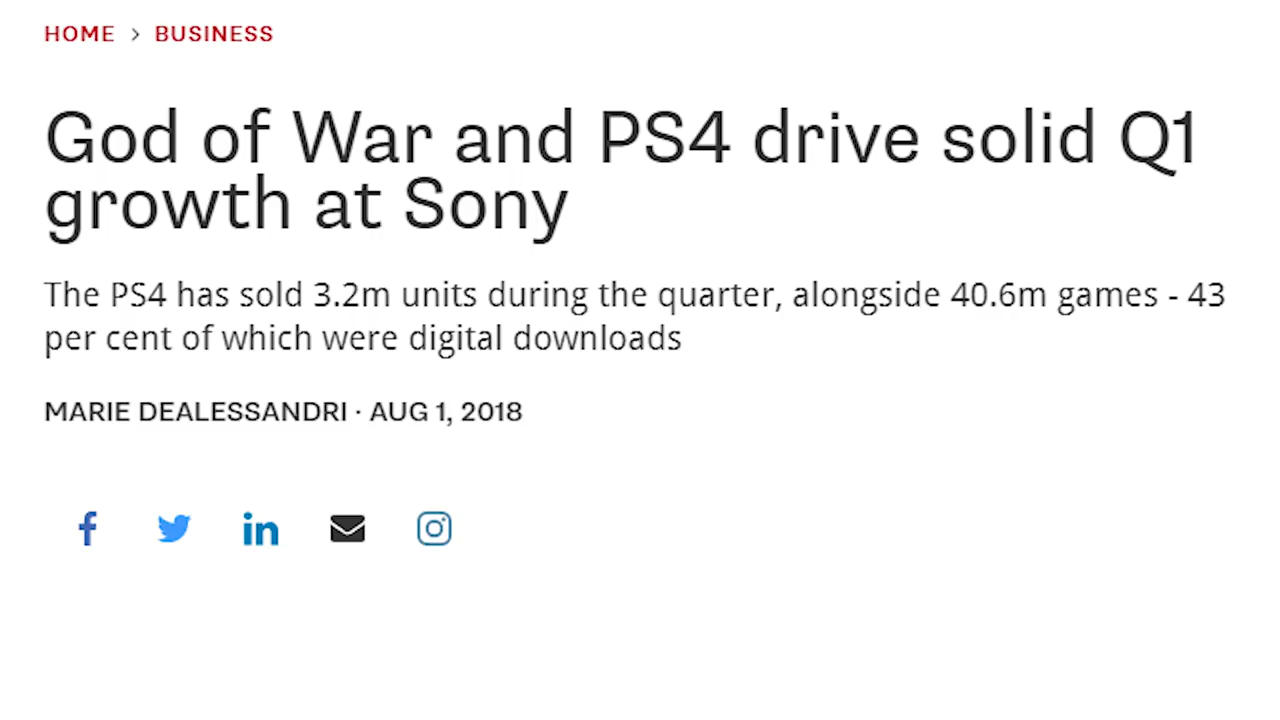 HOME > BUSINESS
God of War and PS4 drive solid Q1
growth at Sony
The PS4 has sold 3.2m units during the quarter, alongside 40.6m games - 43
per cent of which were digital downloads
MARIE DEALESSANDRI · AUG 1, 2018